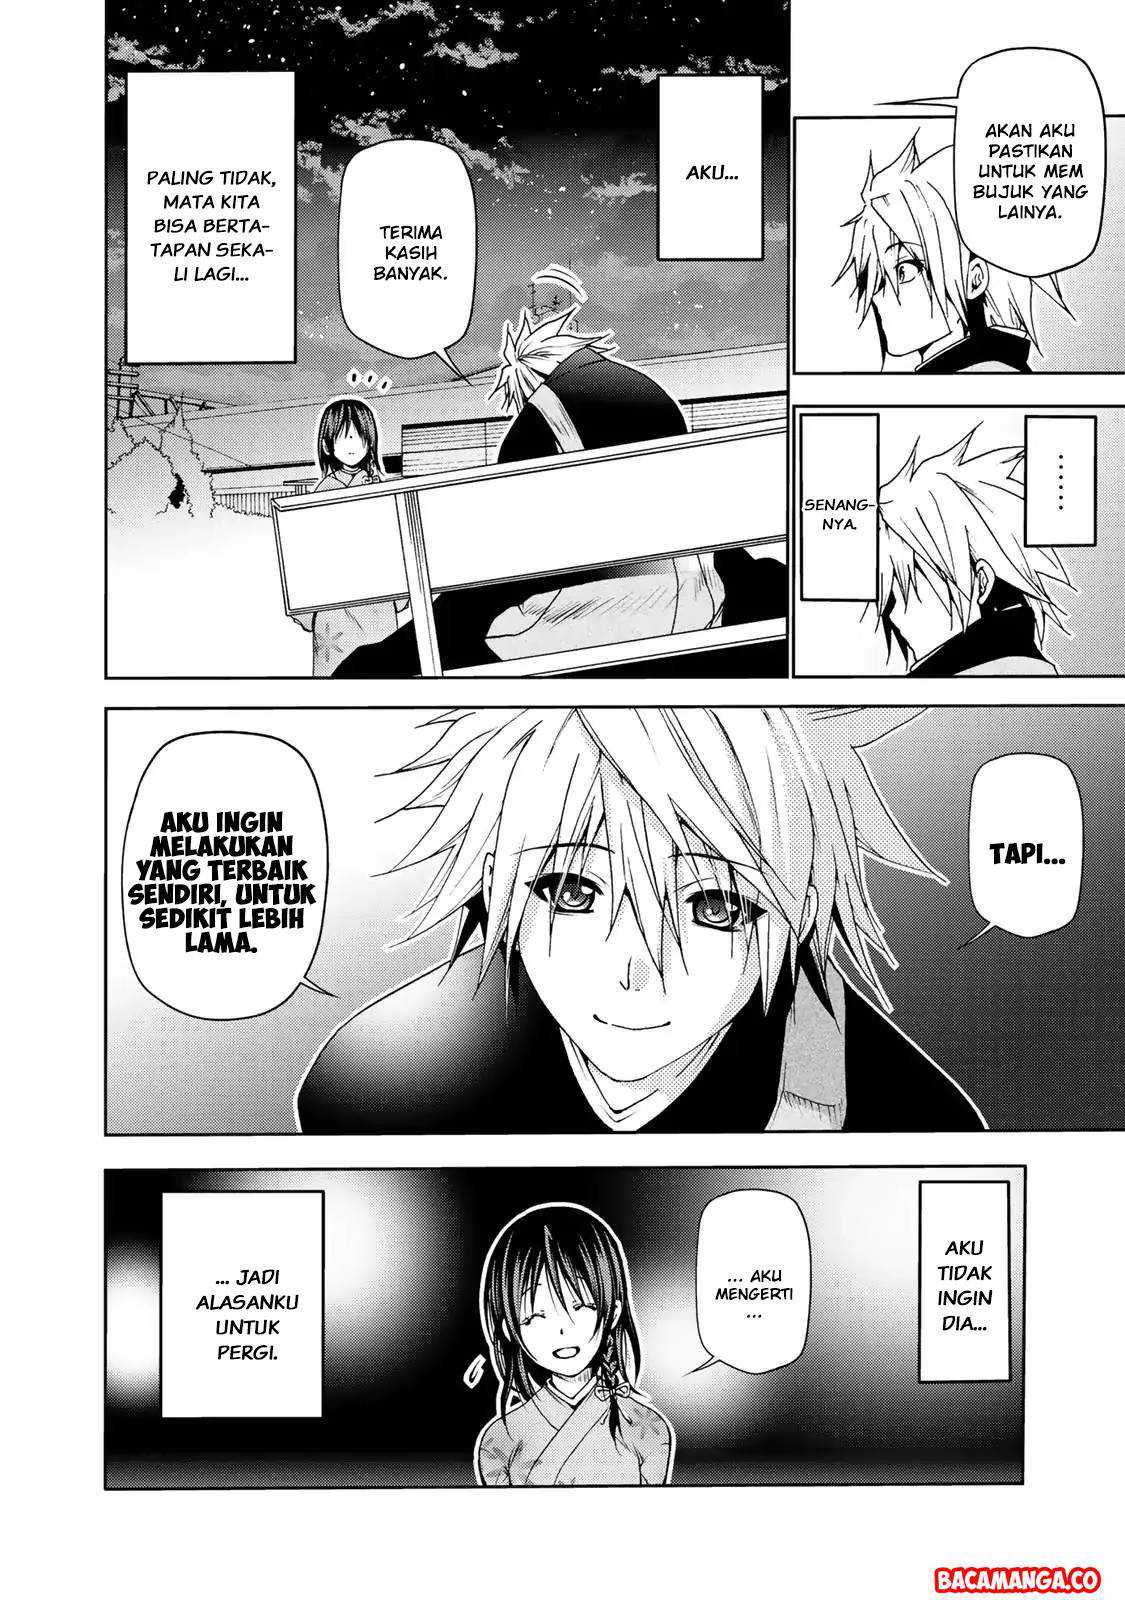 AKAN AKU
PASTIKAN
UNTUK MEM
BUJUK YANG
LAINYA.
........
SENANG-
NYA.
AKU...
TERIMA
KASIH
BANYAK.
PALING TIDAK,
MATA KITA
BISA BERTA-
TAPAN SEKA-
LI LAGI...
TAPI...
AKU INGIN
MELAKUKAN
YANG TERBAIK
SENDIRI, UNTUK
SEDIKIT LEBIH
LAMA.
AKU
TIDAK
INGIN
DIA...
... AKU
MENGERTI
...
... JADI
ALASANKU
UNTUK
PERGI.
BACAMANGA.CO